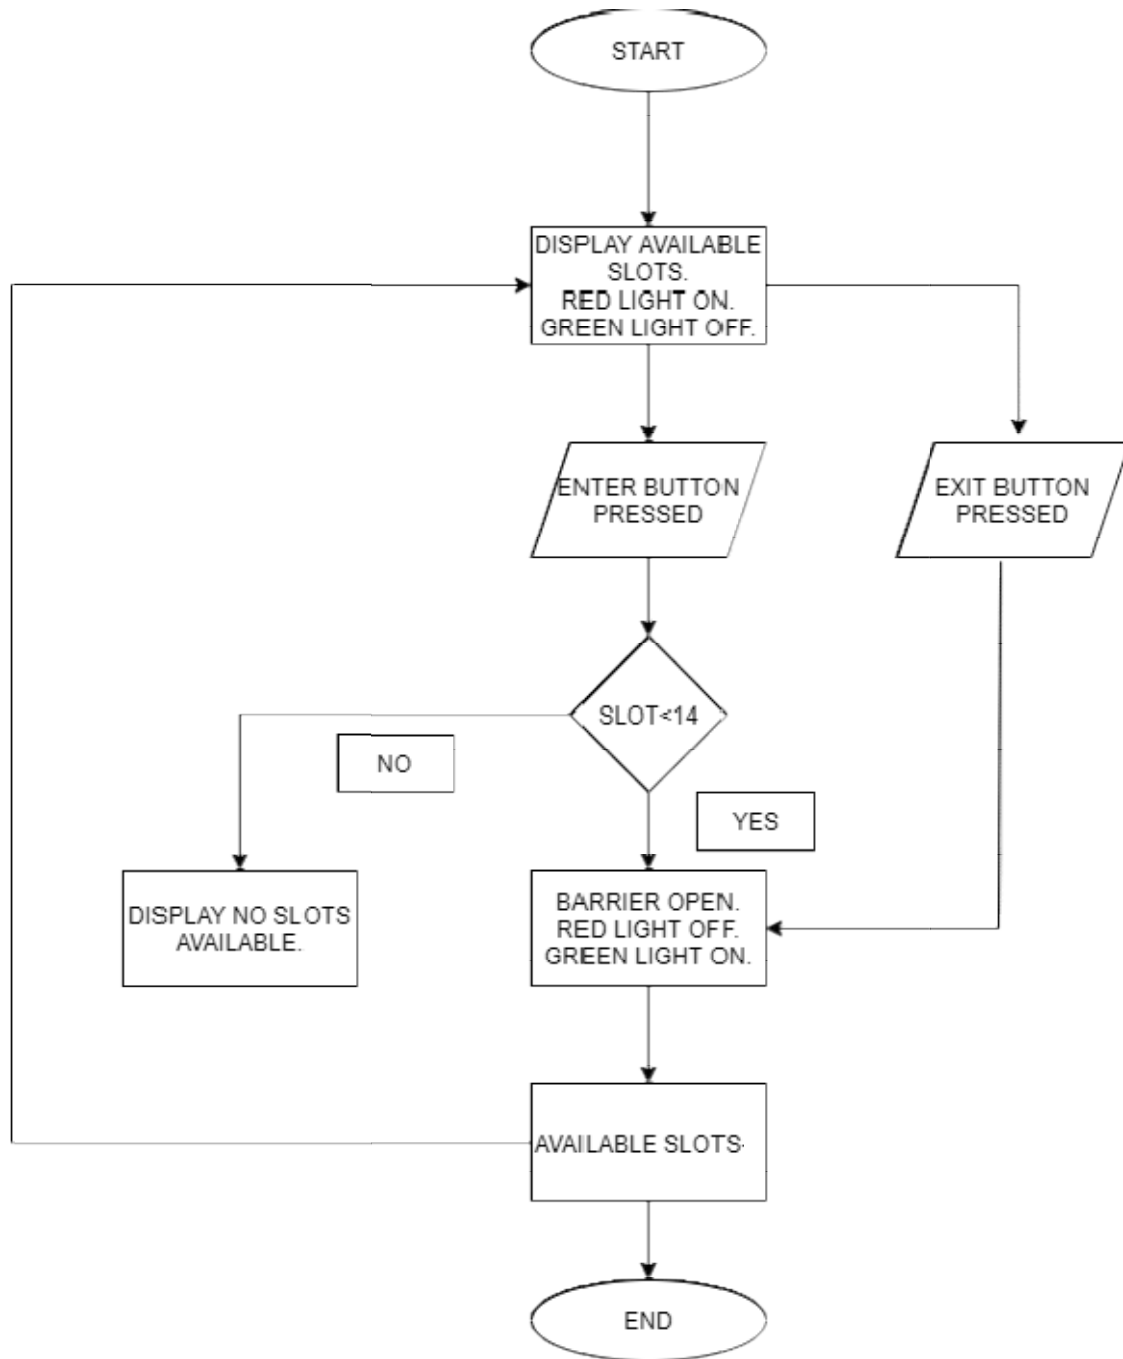 START
DISPLAY AVAILABLE
SLOTS.
RED LIGHT ON.
GREEN LIGHT OFF.
ENTER BUTTON
PRESSED
EXIT BUTTON
PRESSED
SLOT<14
NO
YES
DISPLAY NO SLOTS
AVAILABLE.
BARRIER OPEN.
RED LIGHT OFF.
GREEN LIGHT ON.
AVAILABLE SLOTS-
END